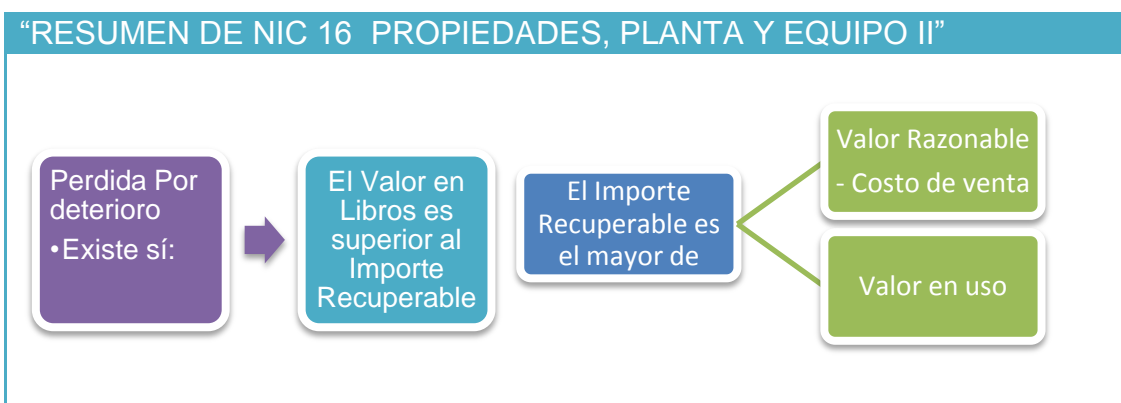 “RESUMEN DE NIC 16 PROPIEDADES, PLANTA Y EQUIPO II”
Perdida Por
deterioro
•Existe sí:
El Valor en
Libros es
superior al
Importe
Recuperable
El Importe
Recuperable es
el mayor de
Valor Razonable
- Costo de venta
Valor en uso